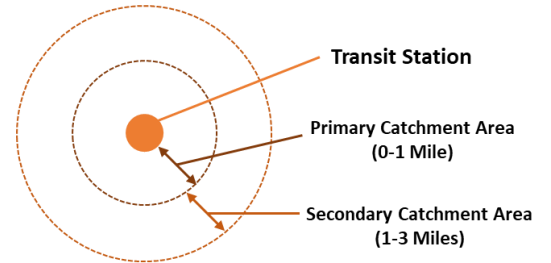 Transit Station
Primary Catchment Area
(0-1 Mile)
Secondary Catchment Area
(1-3 Miles)